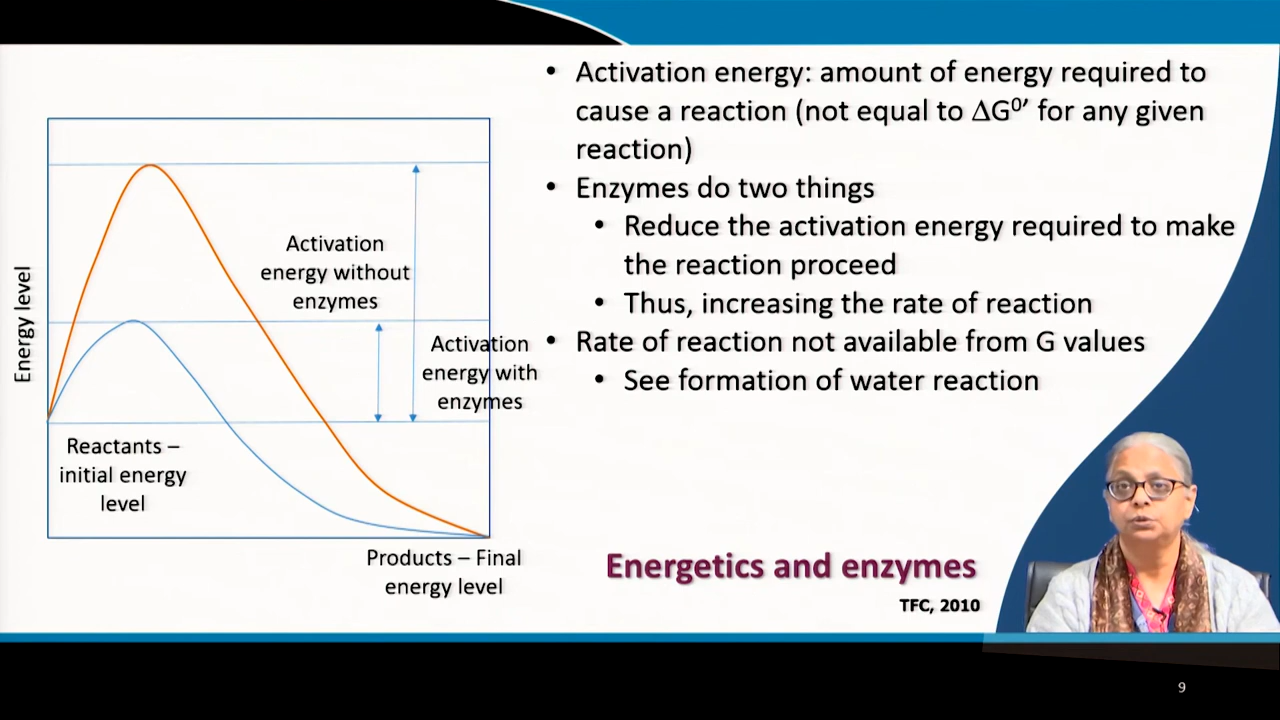 • Activation energy: amount of energy required to
cause a reaction (not equal to ΔG⁰′ for any given
reaction)
• Enzymes do two things
• Reduce the activation energy required to make
the reaction proceed
• Thus, increasing the rate of reaction
• Rate of reaction not available from G values
• See formation of water reaction
Energy level
Activation
energy without
enzymes
Activation
energy with
enzymes
Reactants –
initial energy
level
Products – Final
energy level
Energetics and enzymes
TFC, 2010
9